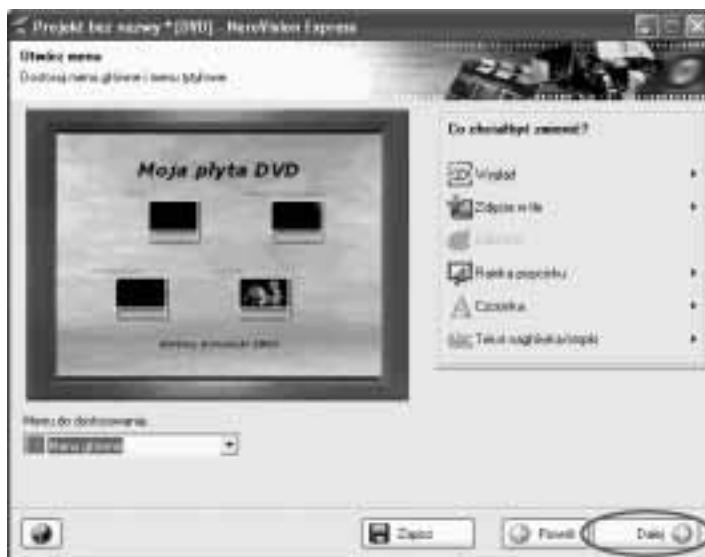 Projekt bez nazwy *[DVD] - NeroVision Express
Utwórz menu
Dostosuj menu główne i menu tytułowe
Co chciałbyś zmienić?
Moja płyta DVD
Wygląd
Zdjęcie w tle
Ramka przycisku
Czcionka
Tekst nagłówka/stopki
Menu do dostosowania:
Menu główne
Zapisz
Powrót
Dalej